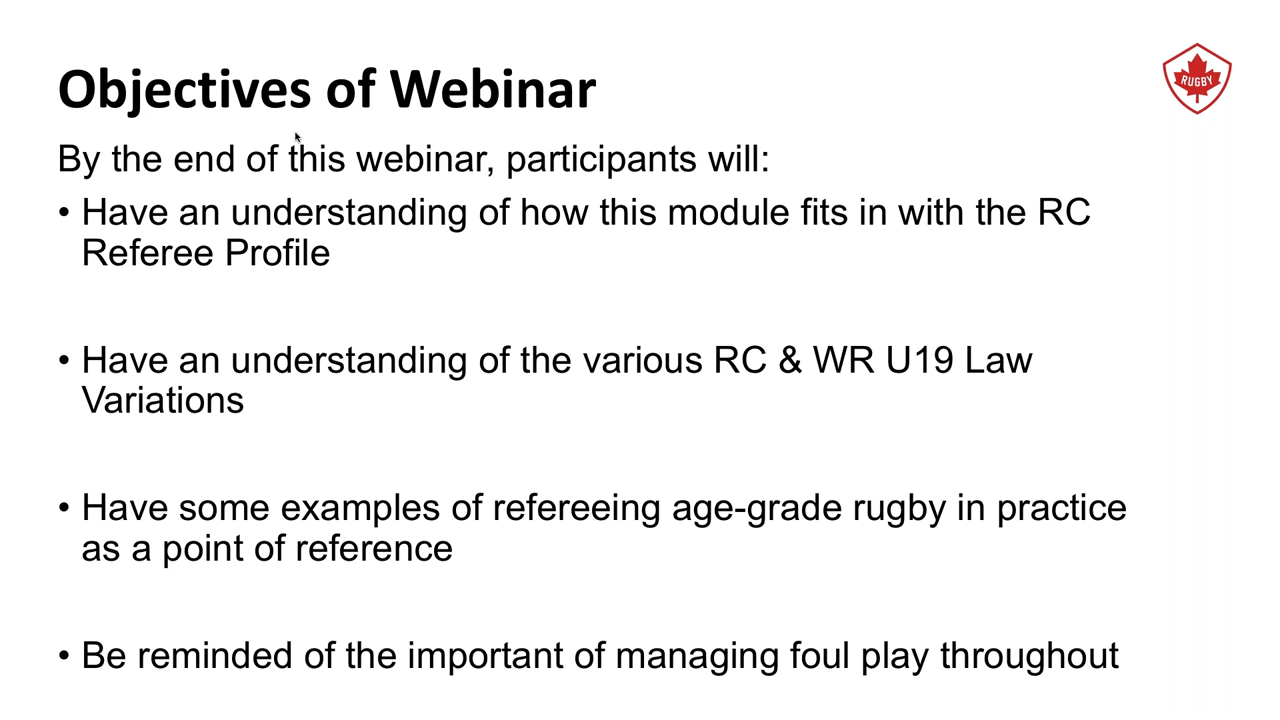 Objectives of Webinar
RUGBY
By the end of this webinar, participants will:
• Have an understanding of how this module fits in with the RC
Referee Profile
• Have an understanding of the various RC & WR U19 Law
Variations
• Have some examples of refereeing age-grade rugby in practice
as a point of reference
• Be reminded of the important of managing foul play throughout